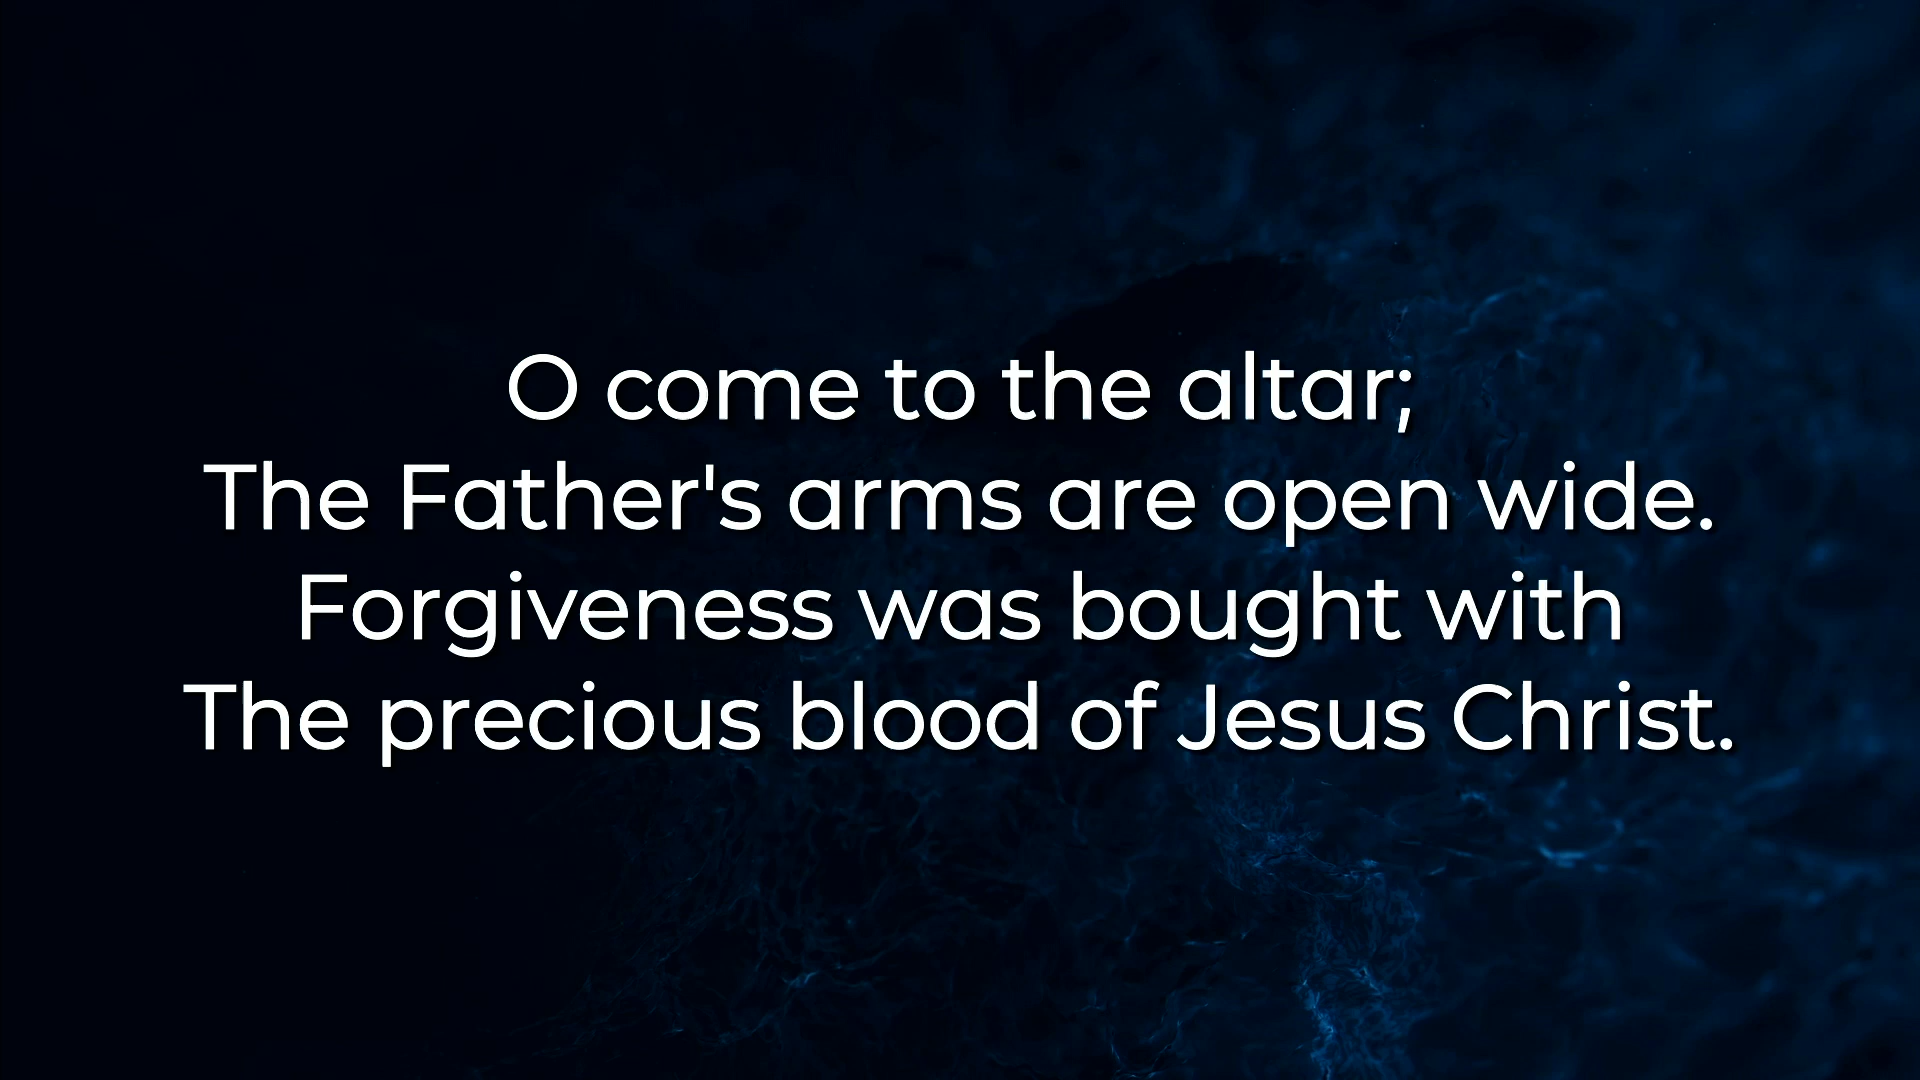 O come to the altar;
The Father's arms are open wide.
Forgiveness was bought with
The precious blood of Jesus Christ.